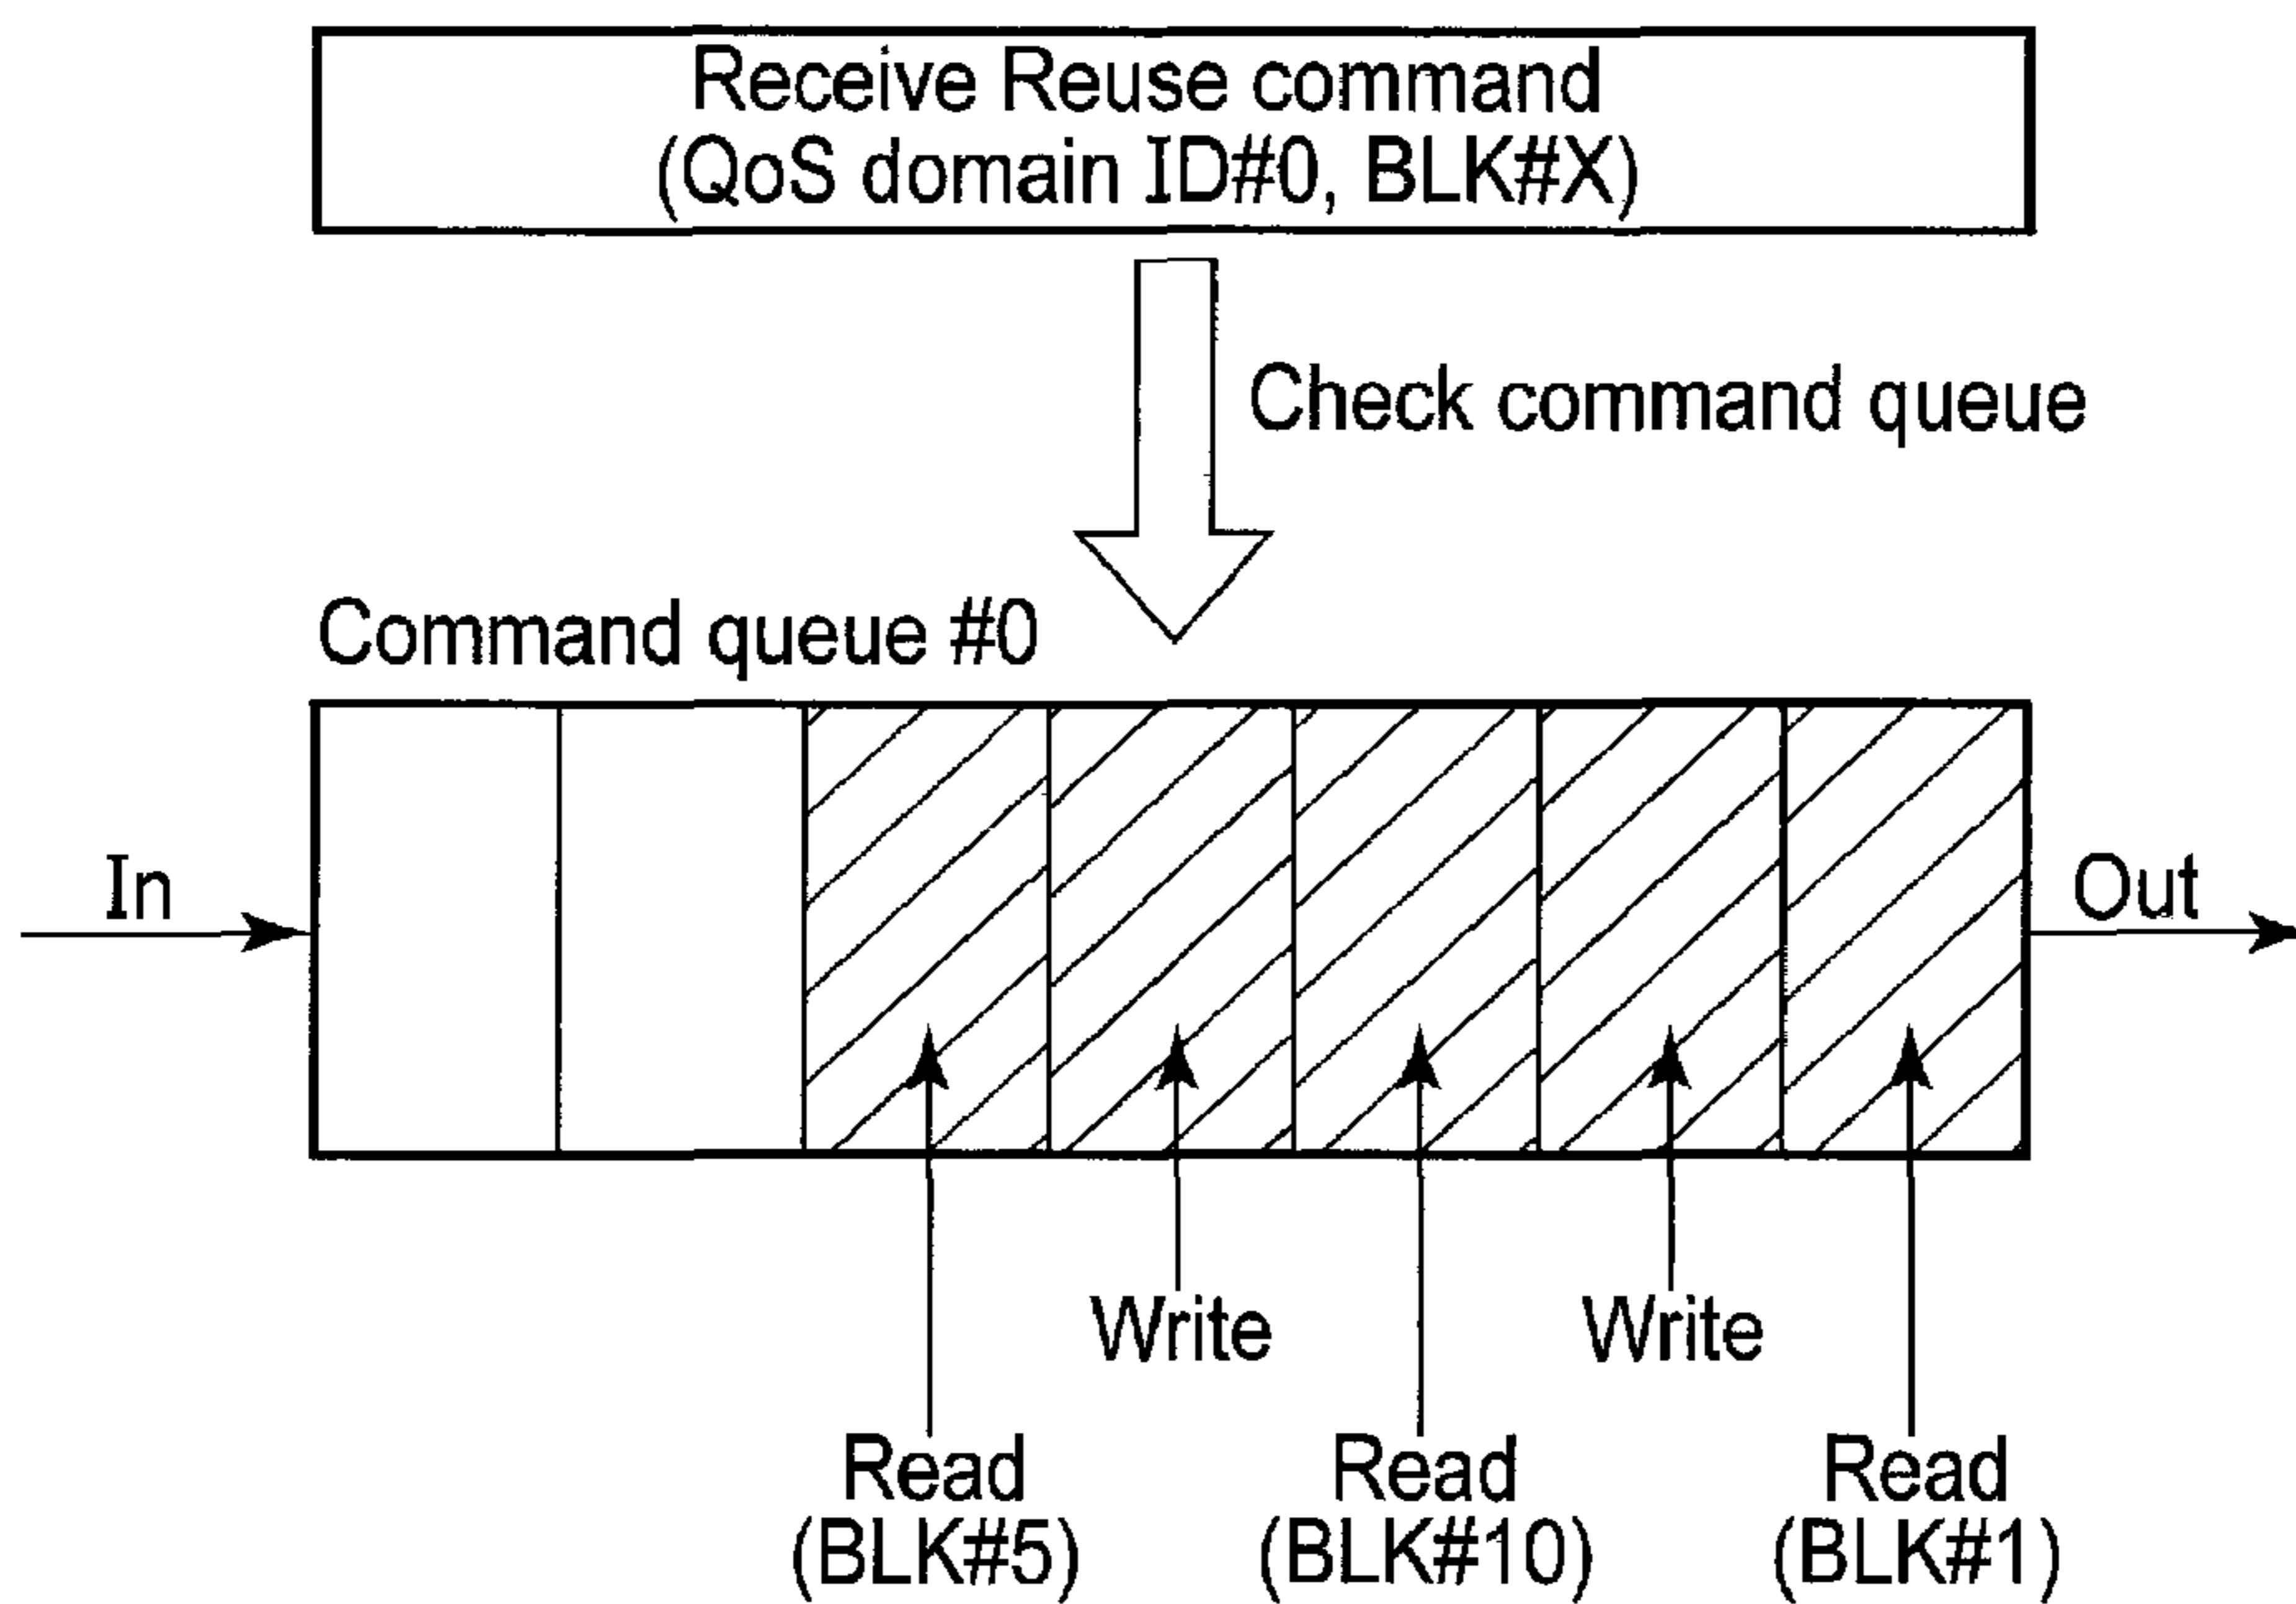 Receive Reuse command
(QoS domain ID#0, BLK#X)
Check command queue
Command queue #0
In
Out
Write
Write
Read
(BLK#5)
Read
(BLK#10)
Read
(BLK#1)